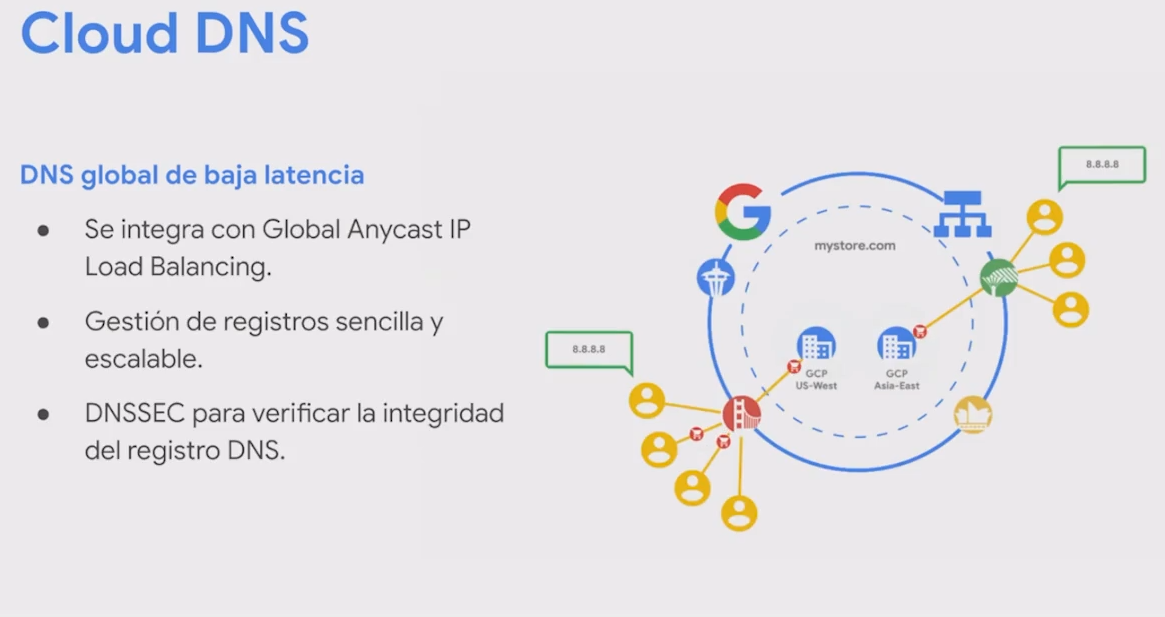 Cloud DNS
DNS global de baja latencia
● Se integra con Global Anycast IP
Load Balancing.
● Gestión de registros sencilla y
escalable.
● DNSSEC para verificar la integridad
del registro DNS.
8.8.8.8
mystore.com
8.8.8.8
GCP
US-West
GCP
Asia-East